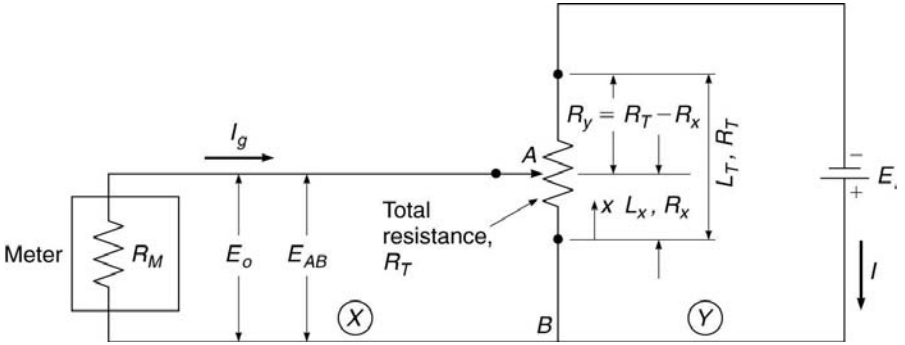 I_g
A
R_y = R_T − R_x
L_T, R_T
−
+
x L_x, R_x
Total
resistance,
R_T
Meter
R_M
E_o
E_AB
I
X
B
Y